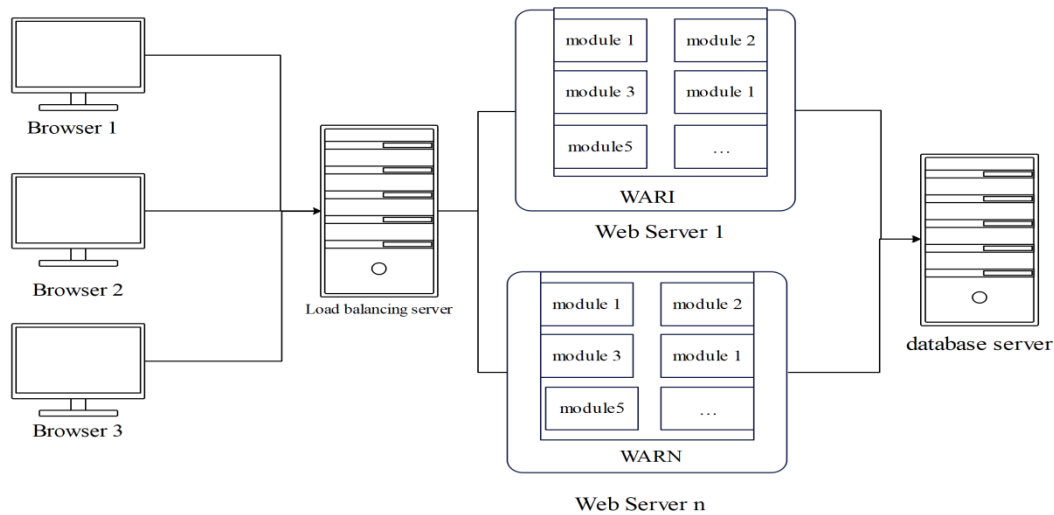 Browser 1
Browser 2
Browser 3
Load balancing server
module 1
module 2
module 3
module 1
module5
...
WARI
Web Server 1
module 1
module 2
module 3
module 1
module5
...
WARN
Web Server n
database server